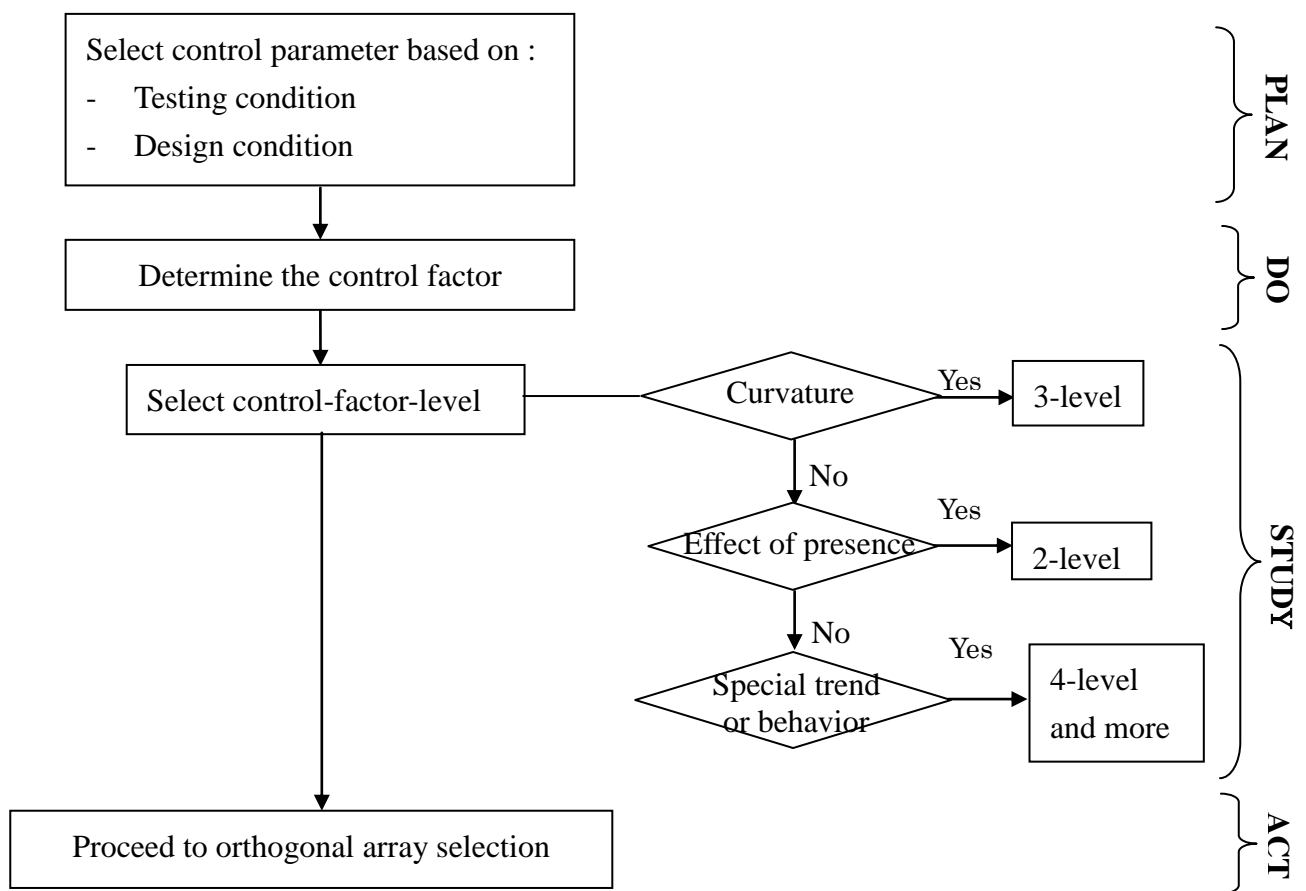 Select control parameter based on :
- Testing condition
- Design condition
PLAN
Determine the control factor
DO
Select control-factor-level
Curvature
Yes
3-level
No
Effect of presence
Yes
2-level
STUDY
No
Special trend
or behavior
Yes
4-level
and more
Proceed to orthogonal array selection
ACT